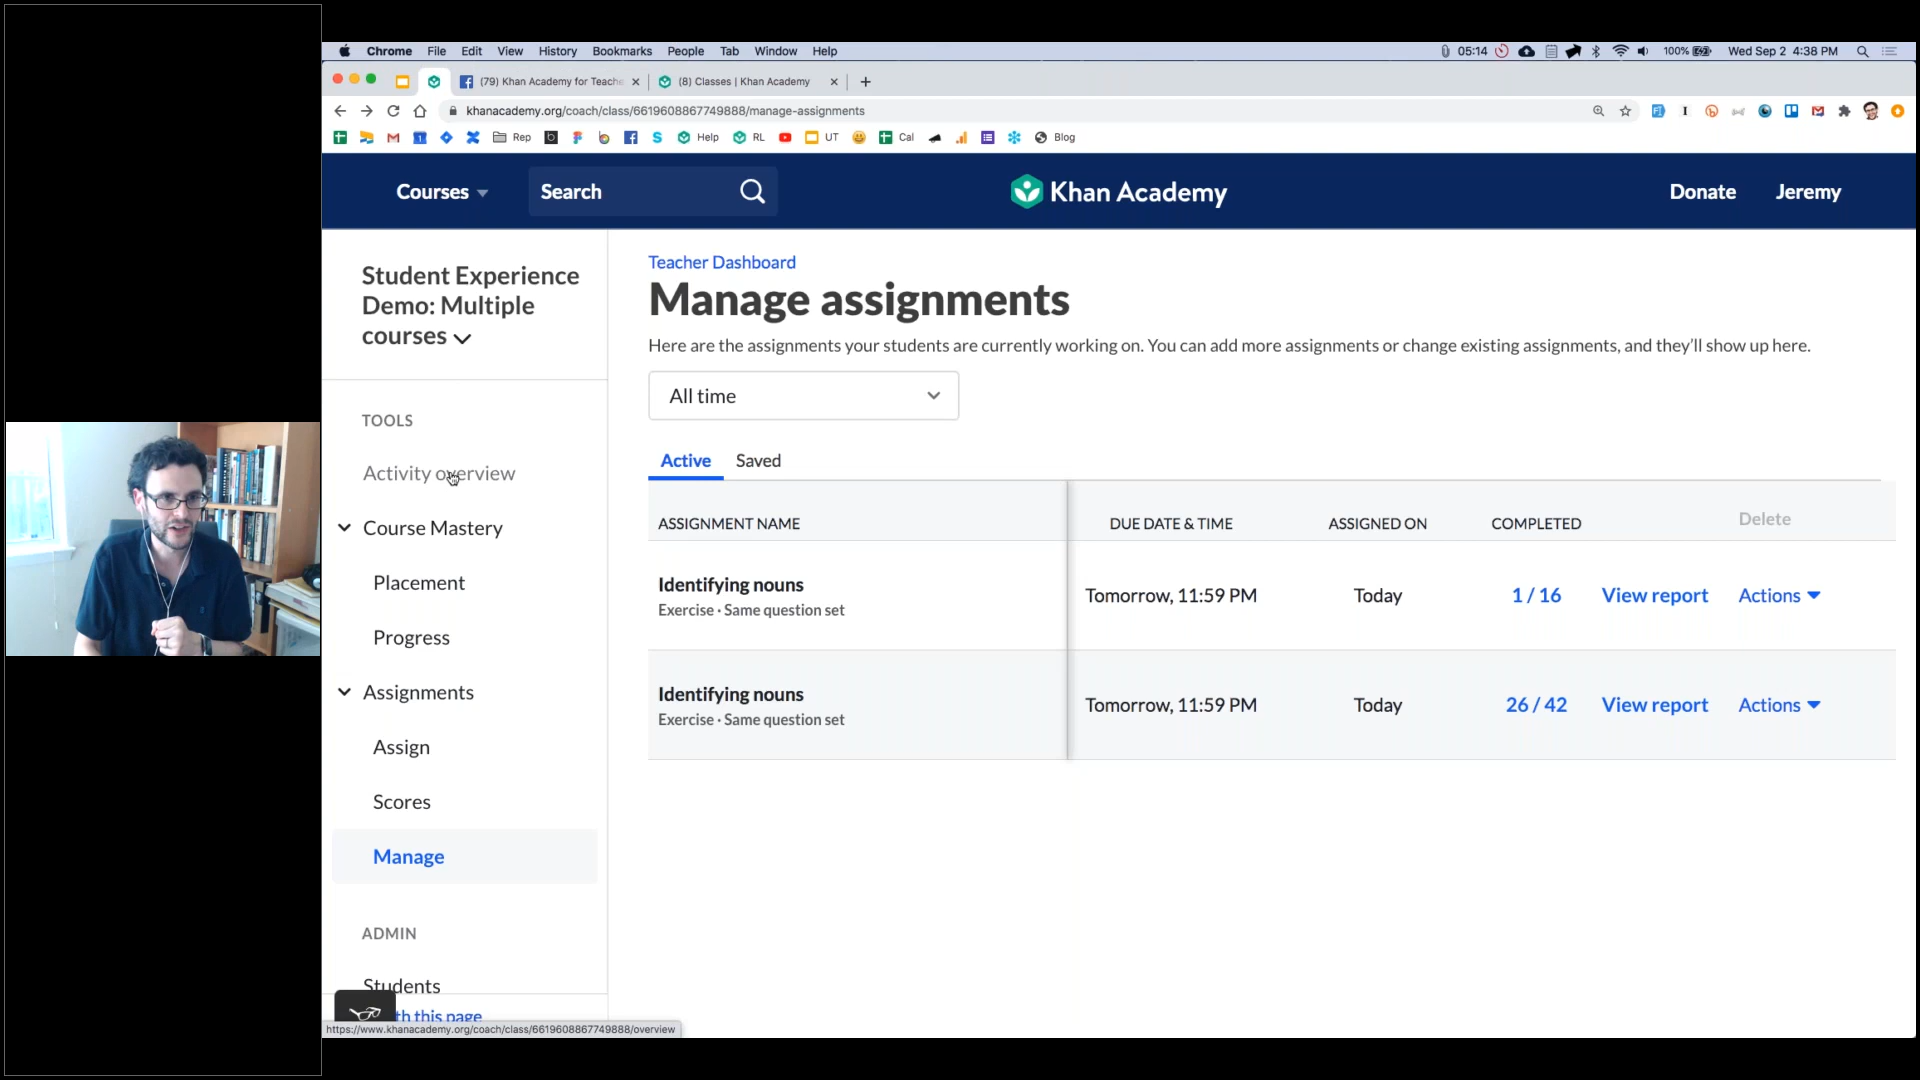 Chrome File Edit View History Bookmarks People Tab Window Help
05:14 100% Wed Sep 2 4:38 PM
(79) Khan Academy for Teache
(8) Classes | Khan Academy
khanacademy.org/coach/class/6619608867749888/manage-assignments
Rep Help RL UT Cal Blog
Courses
Search
Khan Academy
Donate
Jeremy
Student Experience
Demo: Multiple
courses
TOOLS
Activity overview
Course Mastery
Placement
Progress
Assignments
Assign
Scores
Manage
ADMIN
Students
th this page
https://www.khanacademy.org/coach/class/6619608867749888/overview
Teacher Dashboard
Manage assignments
Here are the assignments your students are currently working on. You can add more assignments or change existing assignments, and they'll show up here.
All time
Active Saved
ASSIGNMENT NAME DUE DATE & TIME ASSIGNED ON COMPLETED Delete
Identifying nouns
Exercise · Same question set
Tomorrow, 11:59 PM Today 1 / 16 View report Actions
Identifying nouns
Exercise · Same question set
Tomorrow, 11:59 PM Today 26 / 42 View report Actions